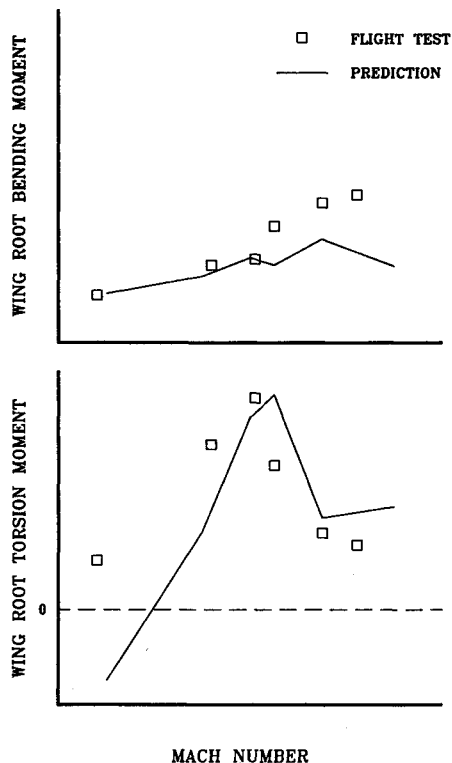 FLIGHT TEST
PREDICTION
WING ROOT BENDING MOMENT
WING ROOT TORSION MOMENT
0
MACH NUMBER